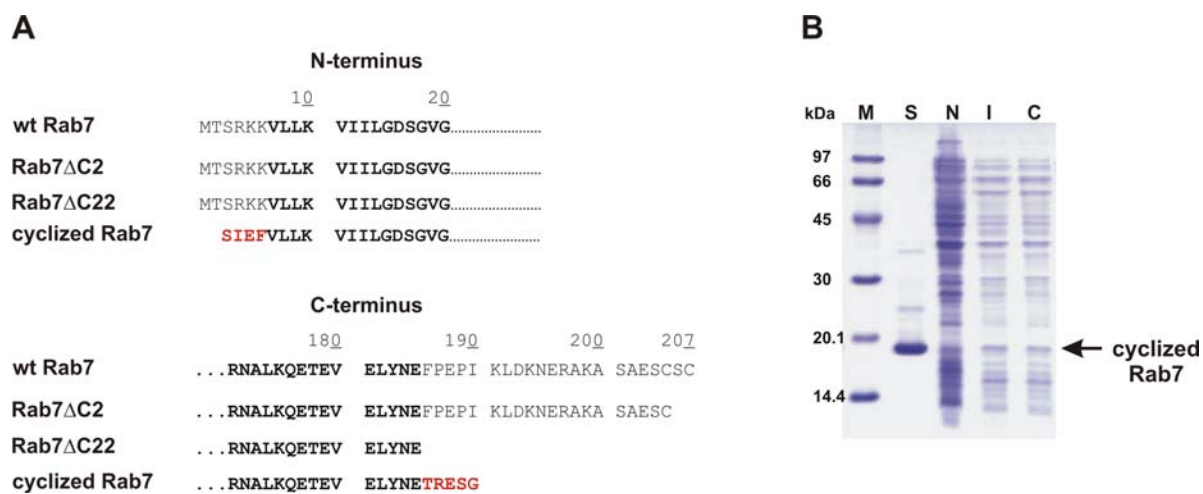 A
N-terminus
10 20
wt Rab7 MTSRKKVLLK VIILGDSGVG..........................
Rab7ΔC2 MTSRKKVLLK VIILGDSGVG..........................
Rab7ΔC22 MTSRKKVLLK VIILGDSGVG..........................
cyclized Rab7 SIEFVLLK VIILGDSGVG..........................
C-terminus
180 190 200 207
wt Rab7 ...RNALKQETEV ELYNEFPEPI KLDKNERAKA SAESCSC
Rab7ΔC2 ...RNALKQETEV ELYNEFPEPI KLDKNERAKA SAESC
Rab7ΔC22 ...RNALKQETEV ELYNE
cyclized Rab7 ...RNALKQETEV ELYNETRESG
B
kDa M S N I C
97
66
45
30
20.1
14.4
cyclized
Rab7